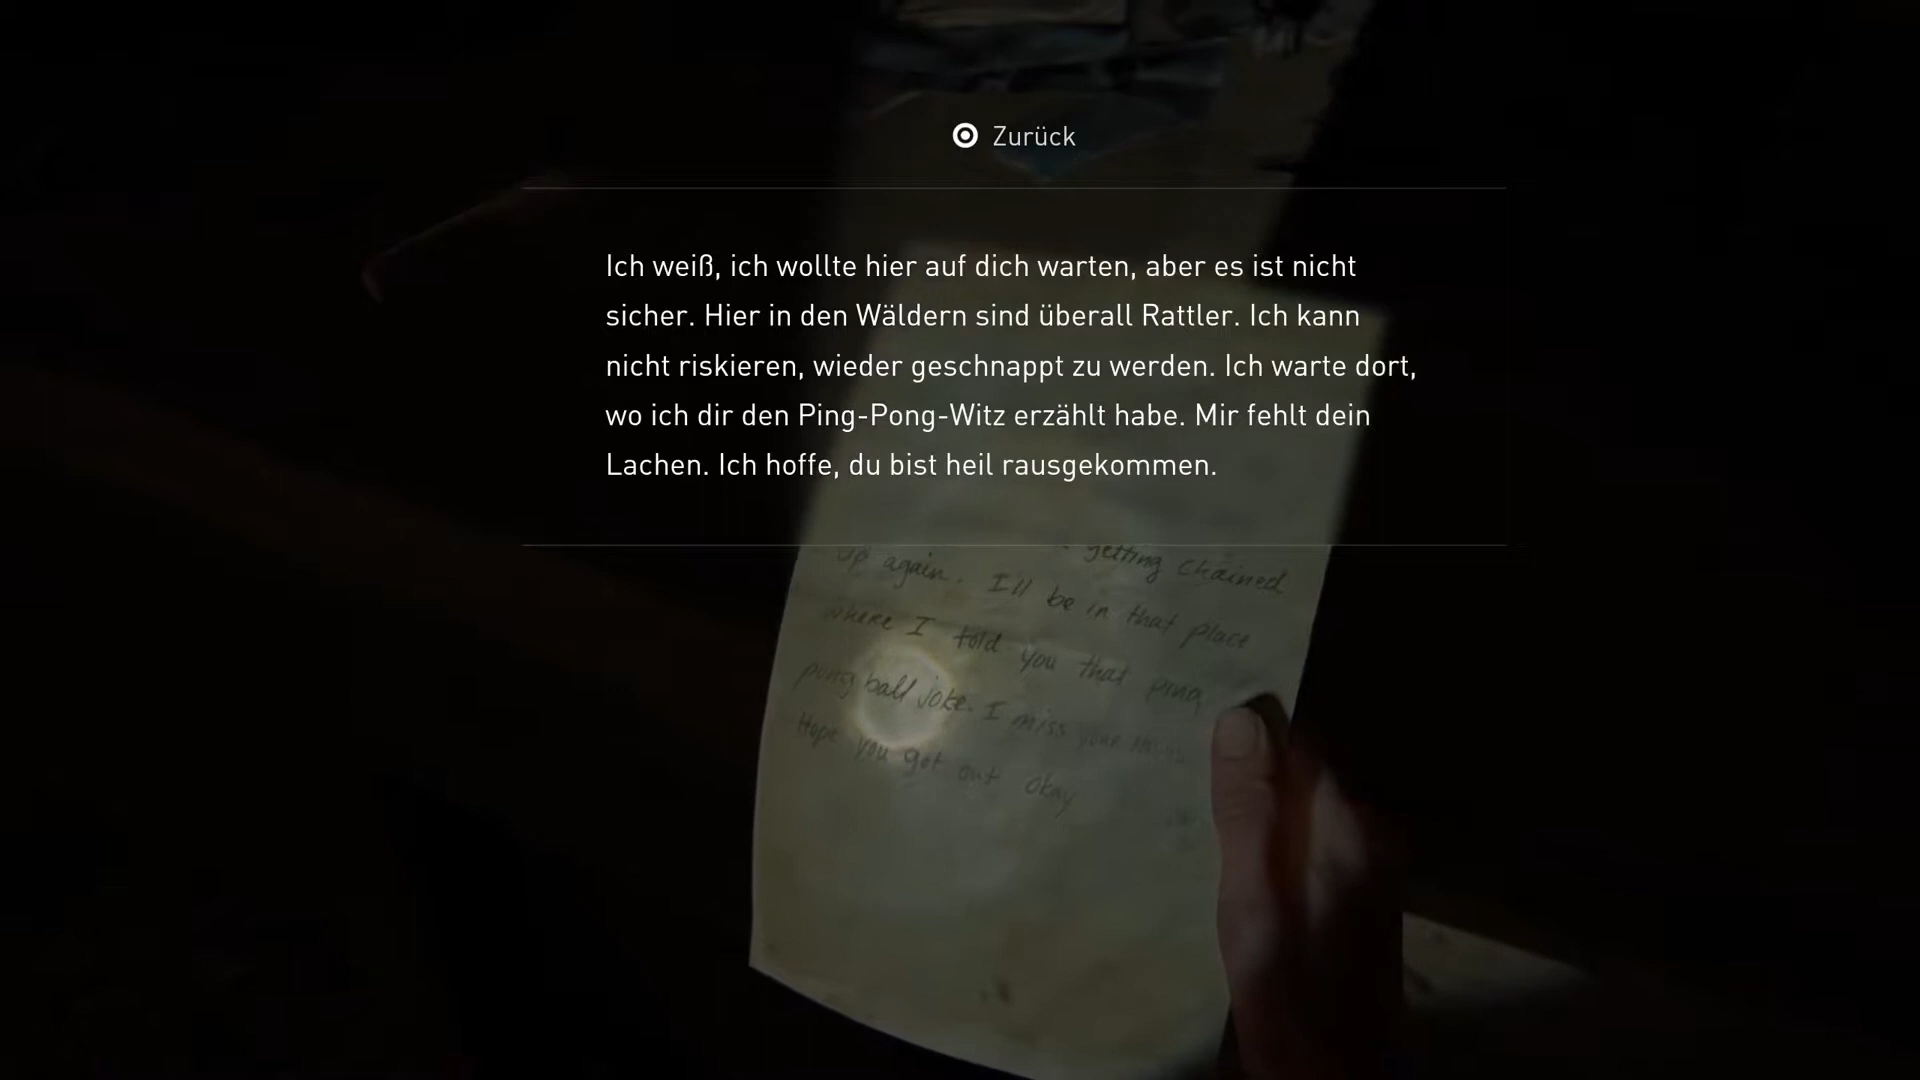 Zurück
Ich weiß, ich wollte hier auf dich warten, aber es ist nicht
sicher. Hier in den Wäldern sind überall Rattler. Ich kann
nicht riskieren, wieder geschnappt zu werden. Ich warte dort,
wo ich dir den Ping-Pong-Witz erzählt habe. Mir fehlt dein
Lachen. Ich hoffe, du bist heil rausgekommen.
getting chained
up again. I'll be in that place
where I told you that ping
pong ball joke. I miss your
Hope you got out okay